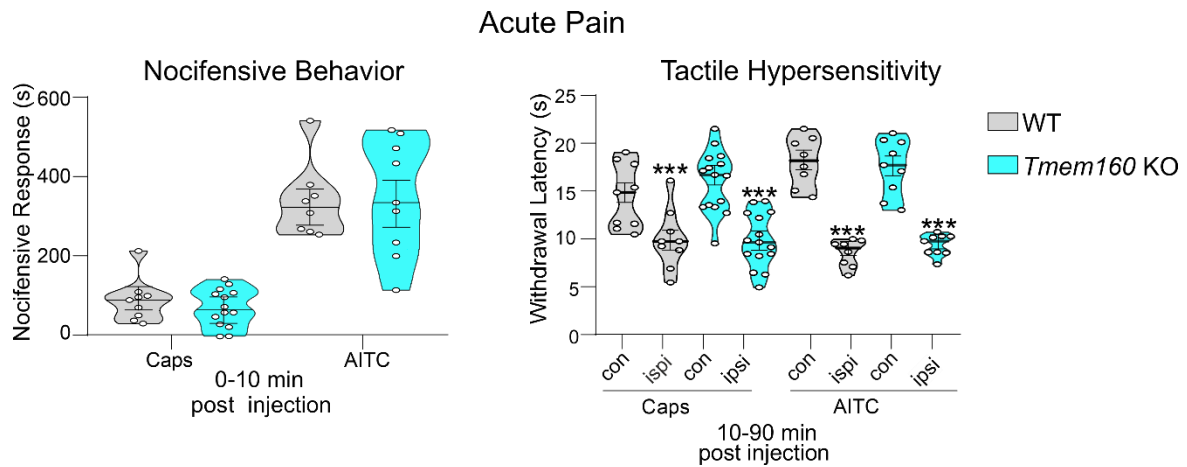 Acute Pain
Nocifensive Behavior
Nocifensive Response (s)
600
400
200
0
Caps
AITC
0-10 min
post injection
Tactile Hypersensitivity
Withdrawal Latency (s)
25
20
15
10
5
0
***
***
***
***
con
ispi
con
ipsi
con
ispi
con
ipsi
Caps
AITC
10-90 min
post injection
WT
Tmem160 KO